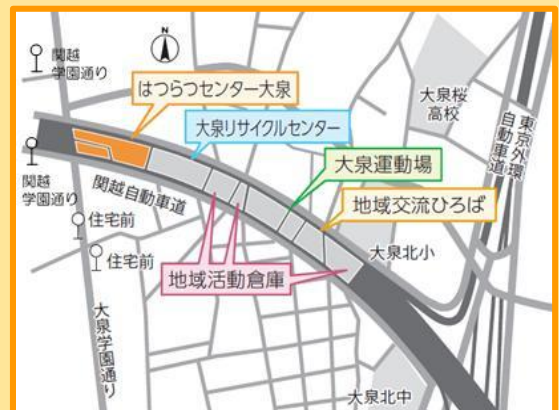 関越
学園通り
N
はつらつセンター大泉
大泉桜
高校
大泉リサイクルセンター
東京外環
自動車道
大泉運動場
関越
学園通り
関越自動車道
地域交流ひろば
住宅前
大泉北小
住宅前
地域活動倉庫
大泉学園通り
大泉北中